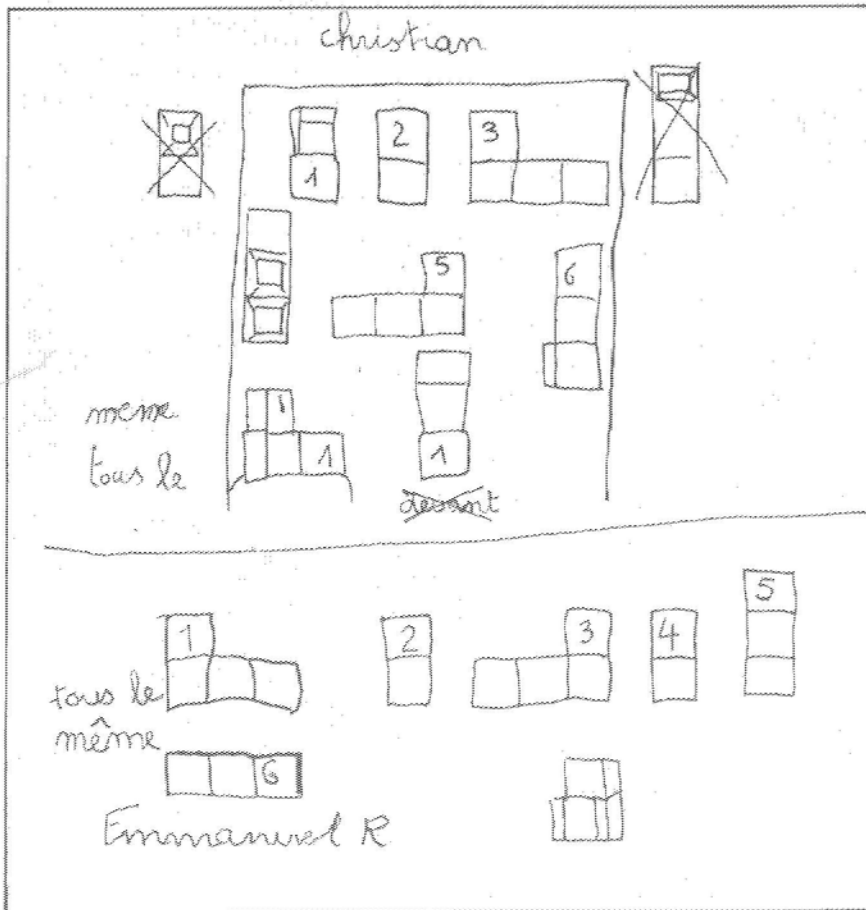 Christian
2 3
1
5 6
meme 1
tous le 1 1
devant
5
1 2 3 4
tous le
même
6
Emmanuel R